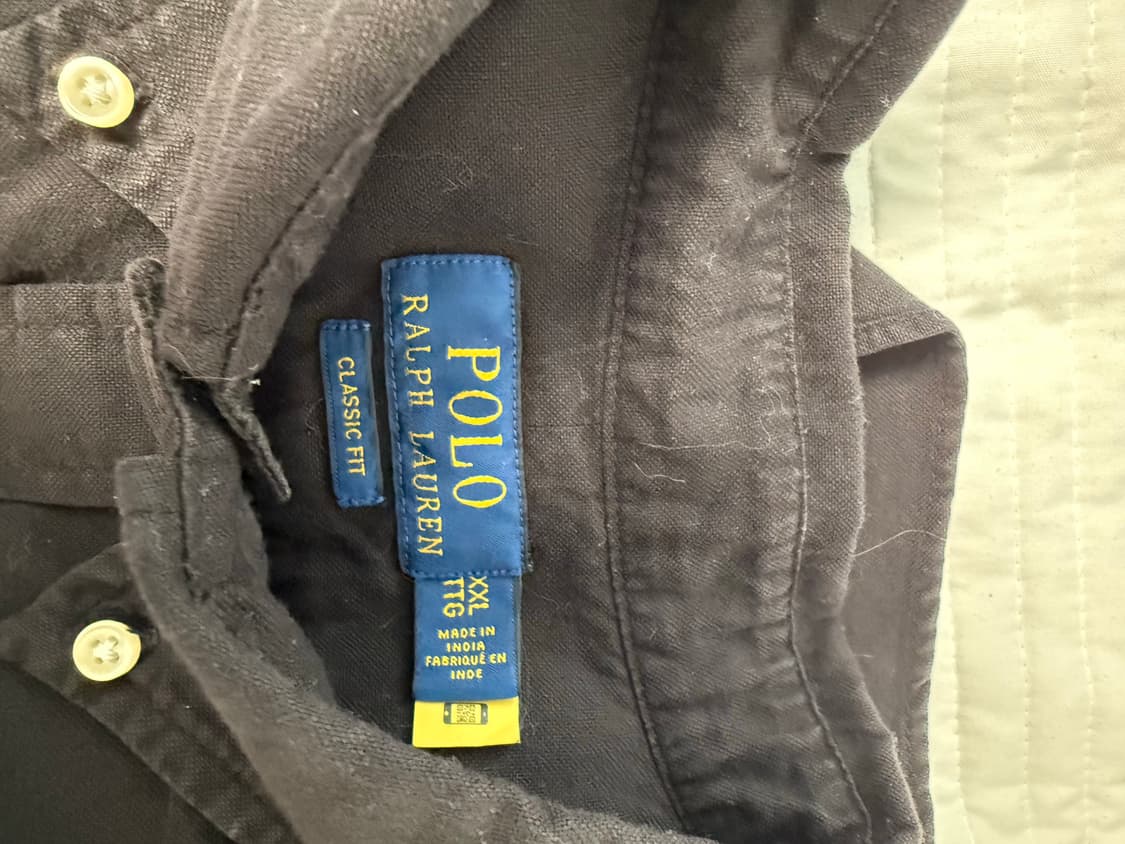 POLO
RALPH LAUREN
CLASSIC FIT
XXL
TTG
MADE IN
INDIA
FABRIQUÉ EN
INDE